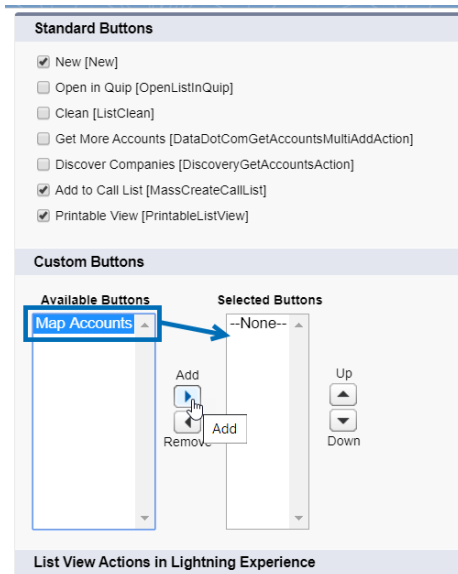 Standard Buttons
New [New]
Open in Quip [OpenListInQuip]
Clean [ListClean]
Get More Accounts [DataDotComGetAccountsMultiAddAction]
Discover Companies [DiscoveryGetAccountsAction]
Add to Call List [MassCreateCallList]
Printable View [PrintableListView]
Custom Buttons
Available Buttons Selected Buttons
Map Accounts --None--
Add Up
Add
Remove Down
List View Actions in Lightning Experience